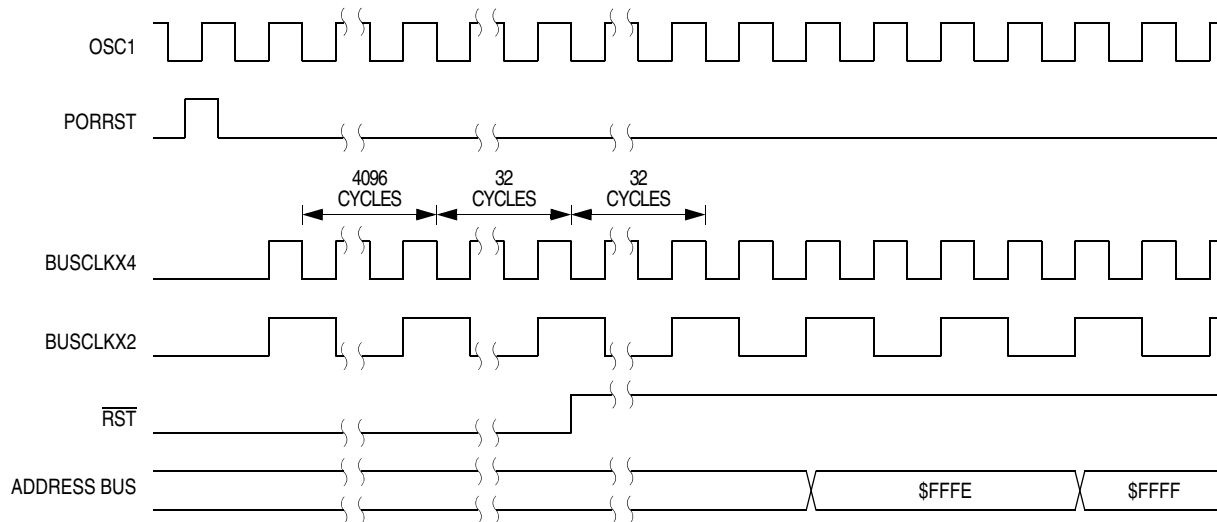 OSC1
PORRST
4096
CYCLES
32
CYCLES
32
CYCLES
BUSCLKX4
BUSCLKX2
RST
ADDRESS BUS
$FFFE
$FFFF